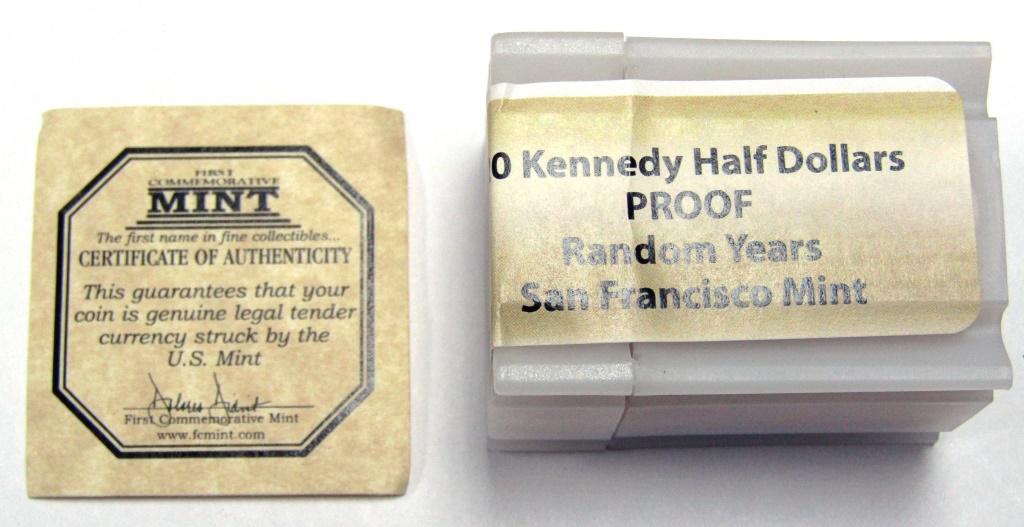 FIRST
COMMEMORATIVE
MINT
The first name in fine collectibles...
CERTIFICATE OF AUTHENTICITY
This guarantees that your
coin is genuine legal tender
currency struck by the
U.S. Mint
First Commemorative Mint
www.fcmint.com
0 Kennedy Half Dollars
PROOF
Random Years
San Francisco Mint